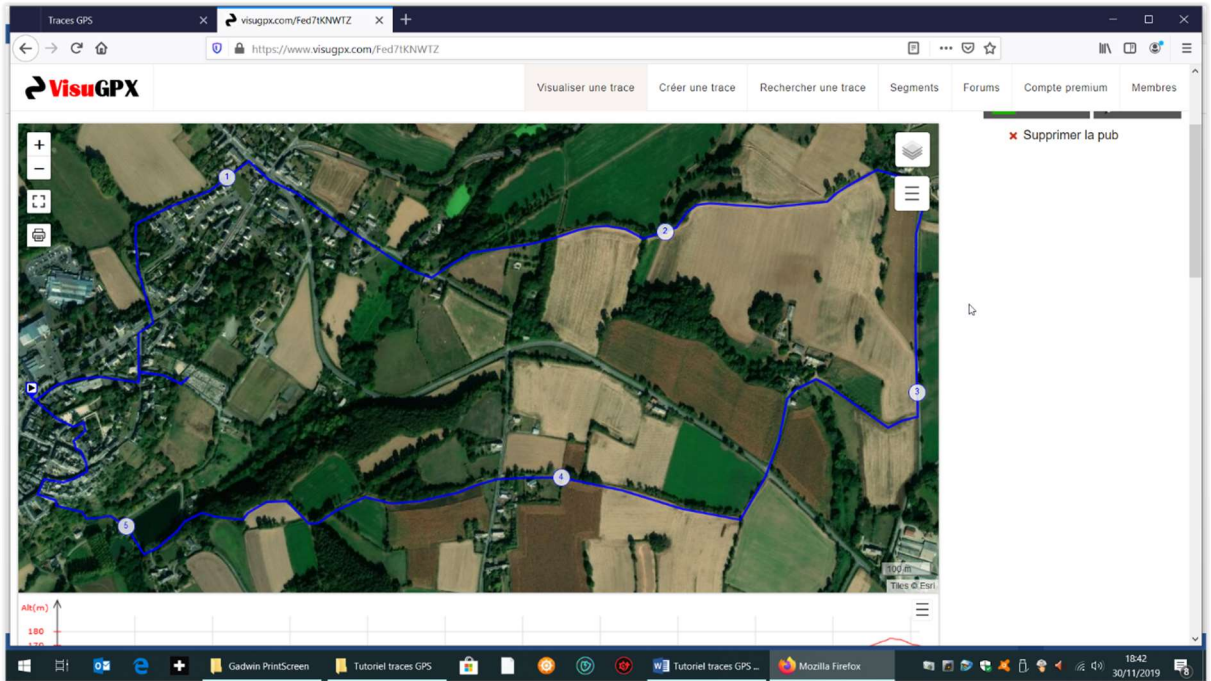 Traces GPS
visugpx.com/Fed7tKNWTZ
https://www.visugpx.com/Fed7tKNWTZ
VisuGPX
Visualiser une trace
Créer une trace
Rechercher une trace
Segments
Forums
Compte premium
Membres
Supprimer la pub
1
2
3
4
5
100 m
Tiles © Esri
Alt(m)
180
170
Gadwin PrintScreen
Tutoriel traces GPS
Tutoriel traces GPS ...
Mozilla Firefox
18:42
30/11/2019
8